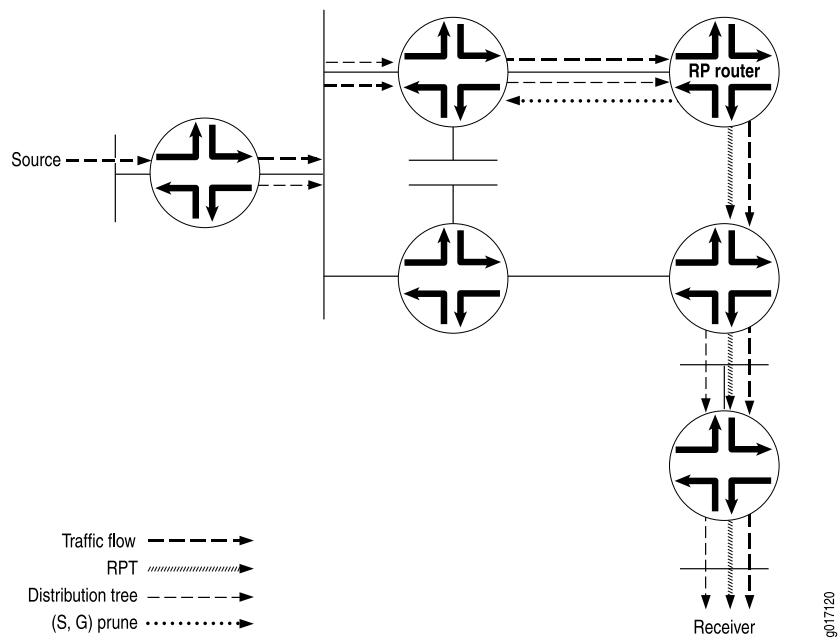 RP router
Source
Traffic flow
RPT
Distribution tree
(S, G) prune
Receiver
g017120